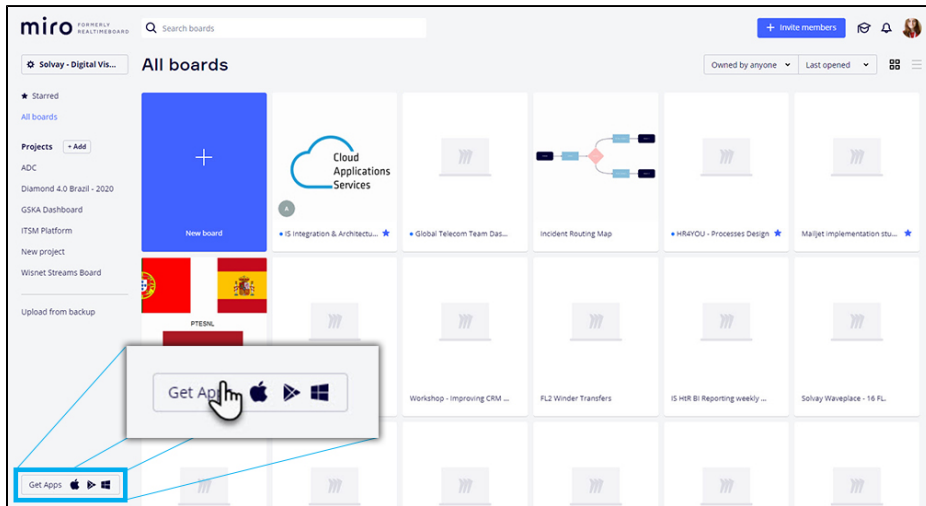 miro FORMERLY
REALTIMEBOARD
Search boards
+ Invite members
Solvay - Digital Vis...
All boards
Owned by anyone
Last opened
Starred
All boards
Projects + Add
ADC
Diamond 4.0 Brazil - 2020
GSKA Dashboard
ITSM Platform
New project
Wisnet Streams Board
Upload from backup
New board
Cloud
Applications
Services
A
IS Integration & Architectu...
Global Telecom Team Das...
Incident Routing Map
HR4YOU - Processes Design
Mailjet implementation stu...
PTESNL
Get
Workshop - Improving CRM ...
FL2 Winder Transfers
IS HtR BI Reporting weekly ...
Solvay Waveplace - 16 FL.
Get Apps